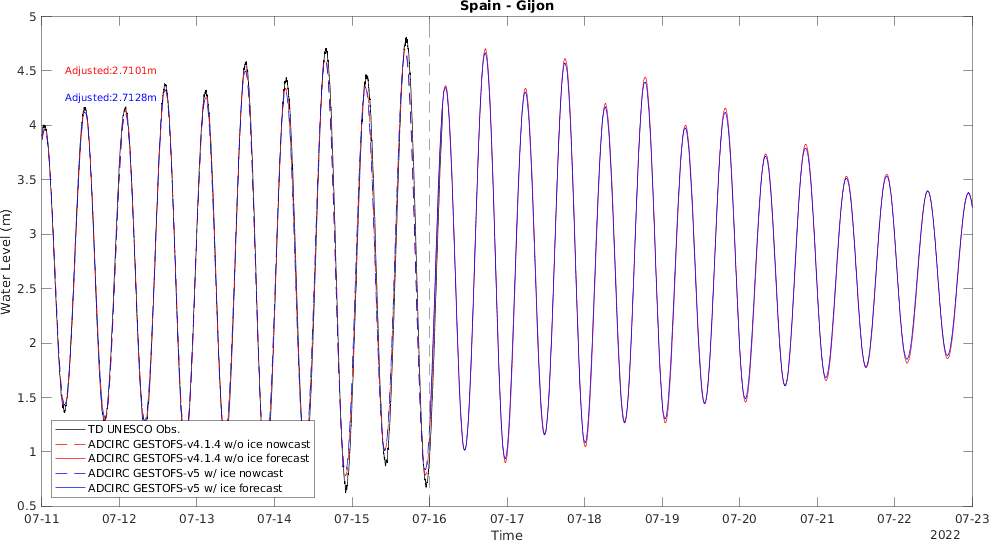 Spain - Gijon
5
4.5
4
3.5
3
2.5
2
1.5
1
0.5
Water Level (m)
Adjusted:2.7101m
Adjusted:2.7128m
TD UNESCO Obs.
ADCIRC GESTOFS-v4.1.4 w/o ice nowcast
ADCIRC GESTOFS-v4.1.4 w/o ice forecast
ADCIRC GESTOFS-v5 w/ ice nowcast
ADCIRC GESTOFS-v5 w/ ice forecast
07-11 07-12 07-13 07-14 07-15 07-16 07-17 07-18 07-19 07-20 07-21 07-22 07-23
Time
2022